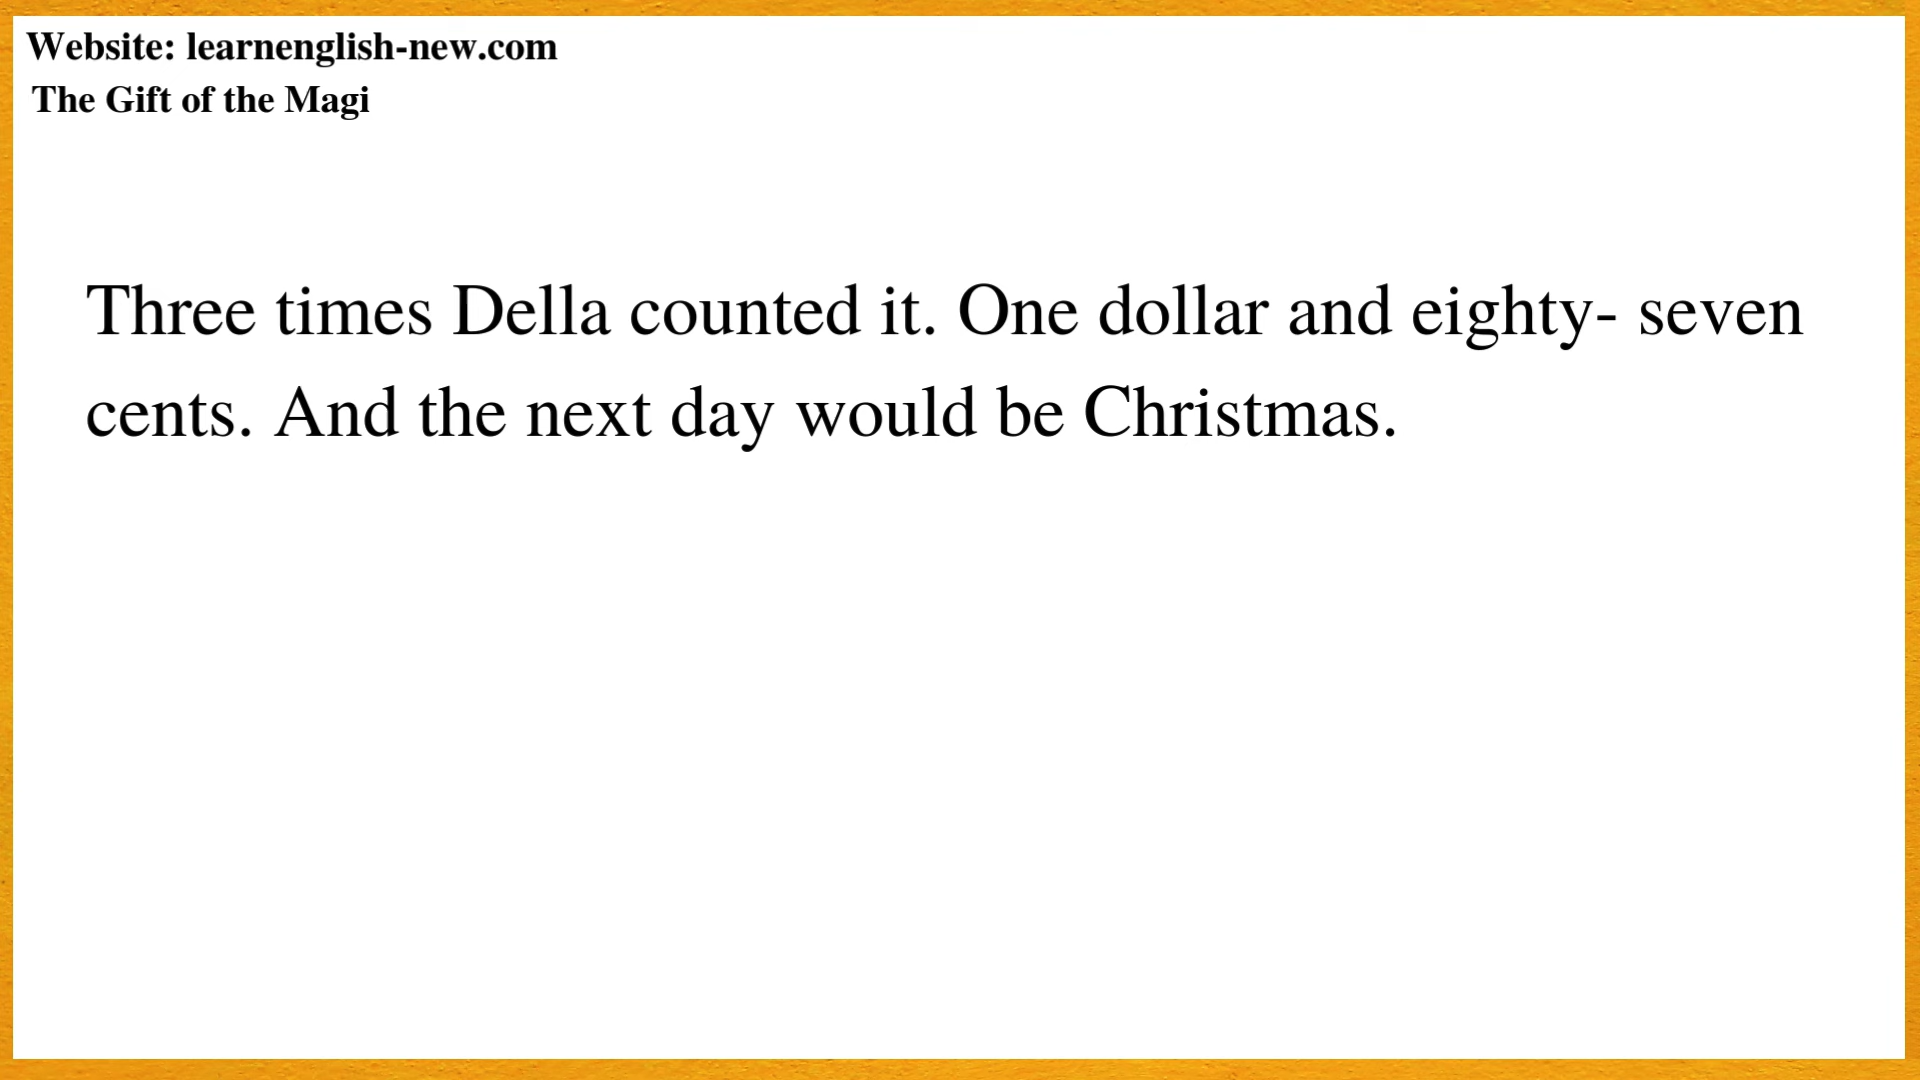 Website: learnenglish-new.com
The Gift of the Magi
Three times Della counted it. One dollar and eighty- seven
cents. And the next day would be Christmas.